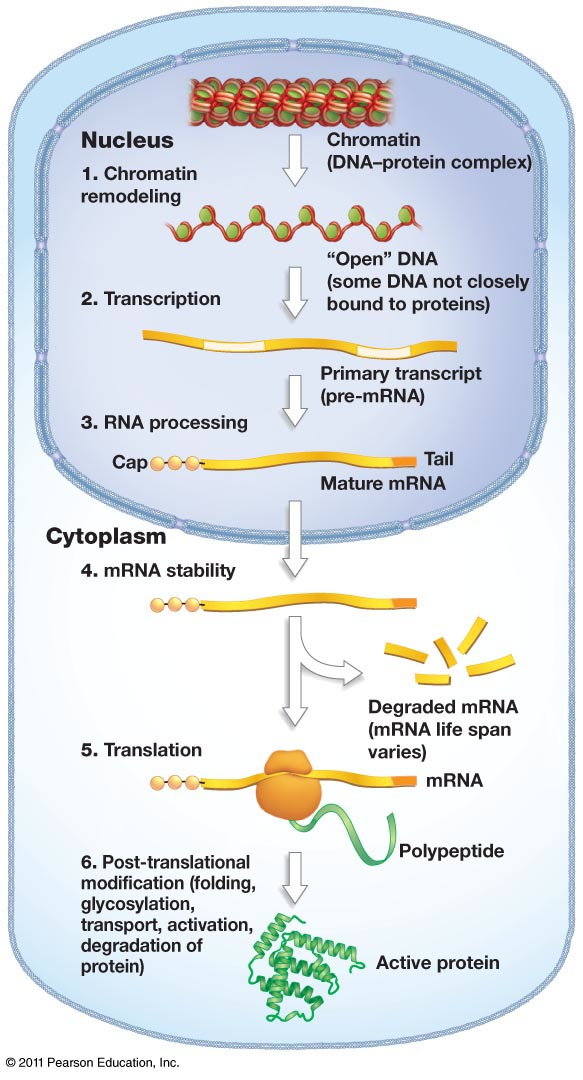 Nucleus
Chromatin
(DNA–protein complex)
1. Chromatin
remodeling
“Open” DNA
(some DNA not closely
bound to proteins)
2. Transcription
Primary transcript
(pre-mRNA)
3. RNA processing
Cap
Tail
Mature mRNA
Cytoplasm
4. mRNA stability
Degraded mRNA
(mRNA life span
varies)
5. Translation
mRNA
Polypeptide
6. Post-translational
modification (folding,
glycosylation,
transport, activation,
degradation of
protein)
Active protein
© 2011 Pearson Education, Inc.